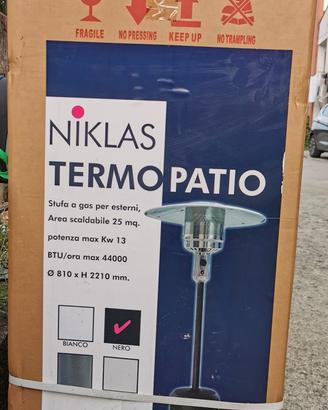 FRAGILE NO PRESSING KEEP UP NO TRAMPLING
NiKLAS
TERMOPATIO
Stufa a gas per esterni,
Area scaldabile 25 mq.
potenza max Kw 13
BTU/ora max 44000
Ø 810 x H 2210 mm.
BIANCO NERO